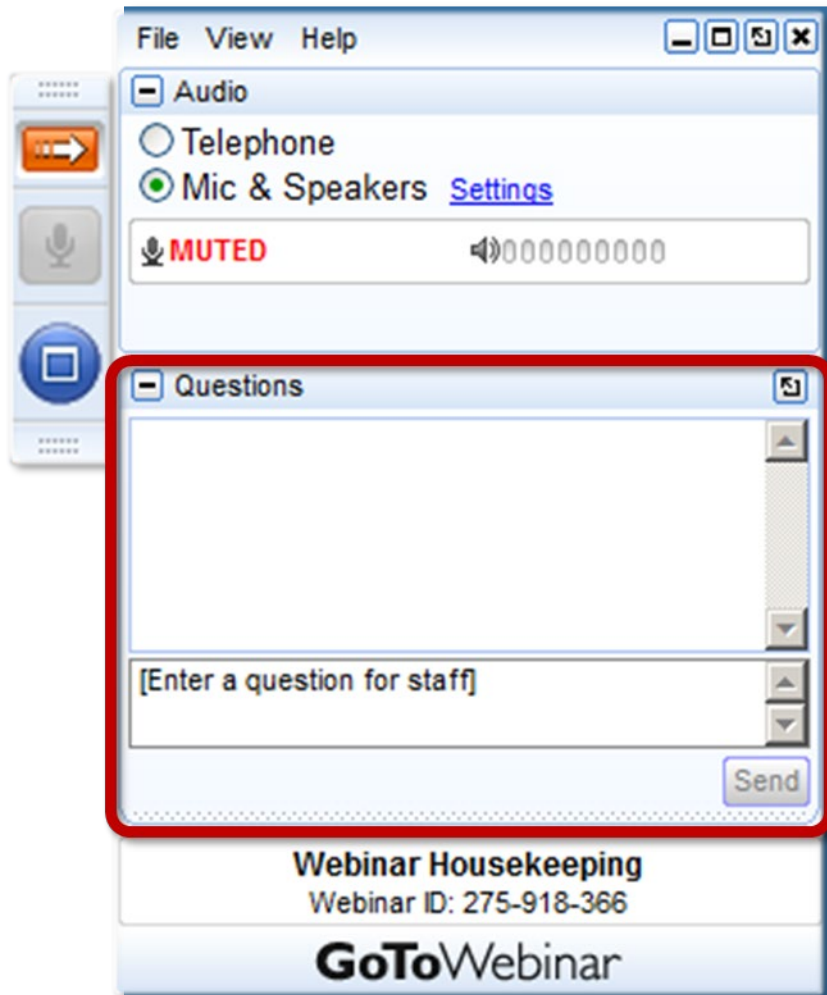 File View Help
Audio
Telephone
Mic & Speakers Settings
MUTED
Questions
[Enter a question for staff]
Send
Webinar Housekeeping
Webinar ID: 275-918-366
GoToWebinar